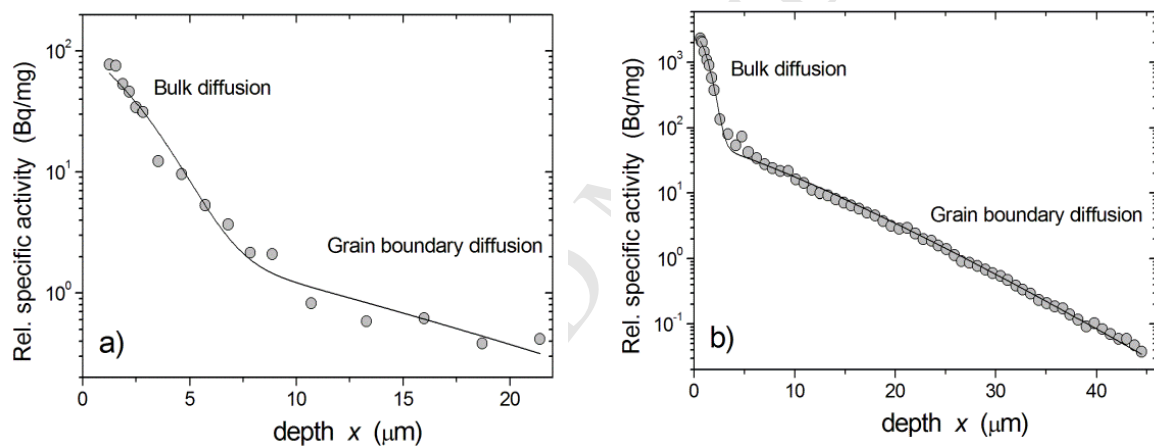 Rel. specific activity (Bq/mg)
10²
10¹
10⁰
Bulk diffusion
Grain boundary diffusion
a)
0 5 10 15 20
depth x (μm)
Rel. specific activity (Bq/mg)
10³
10²
10¹
10⁰
10⁻¹
Bulk diffusion
Grain boundary diffusion
b)
0 10 20 30 40
depth x (μm)